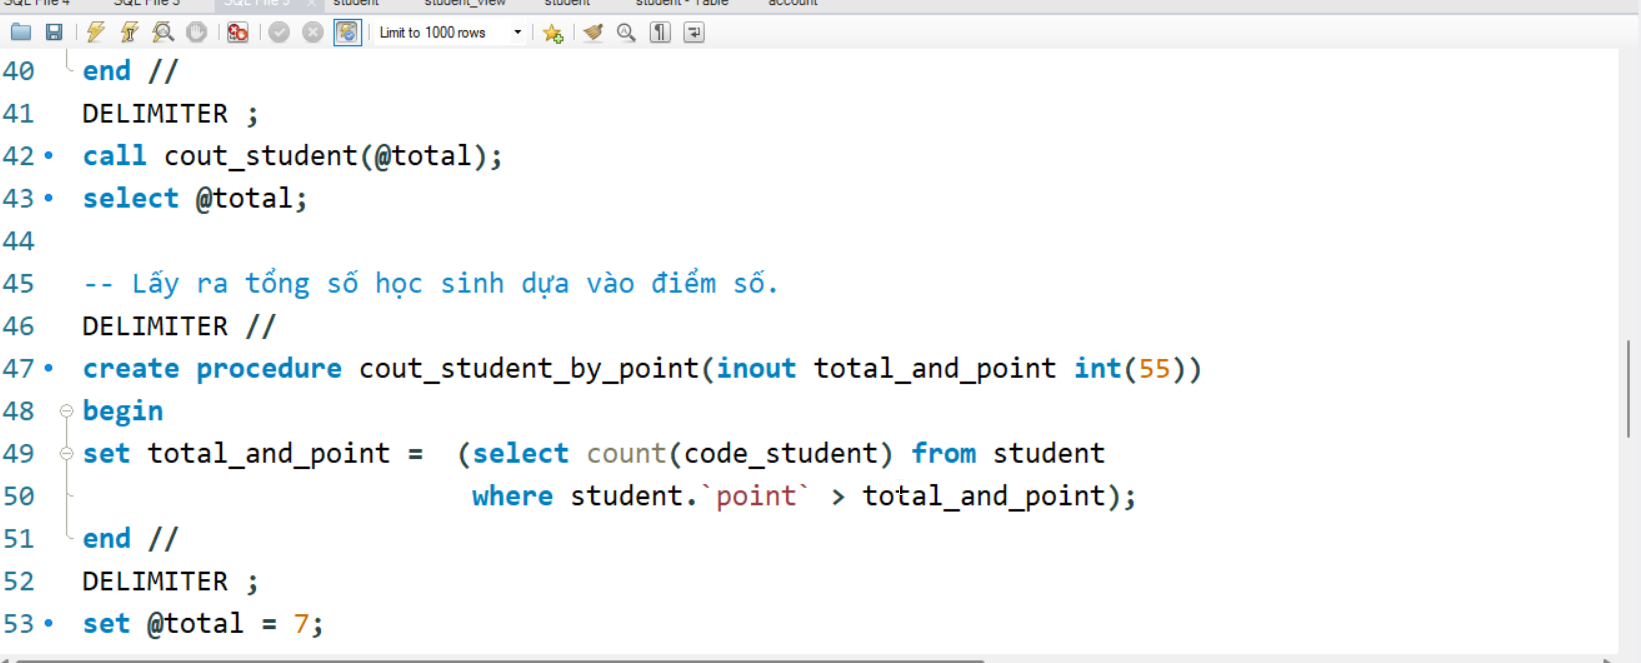 SQL File 4 SQL File 3 SQL File 5 student student_view student student - Table account
Limit to 1000 rows
40 end //
41 DELIMITER ;
42 call cout_student(@total);
43 select @total;
44
45 -- Lấy ra tổng số học sinh dựa vào điểm số.
46 DELIMITER //
47 create procedure cout_student_by_point(inout total_and_point int(55))
48 begin
49 set total_and_point = (select count(code_student) from student
50 where student.`point` > total_and_point);
51 end //
52 DELIMITER ;
53 set @total = 7;